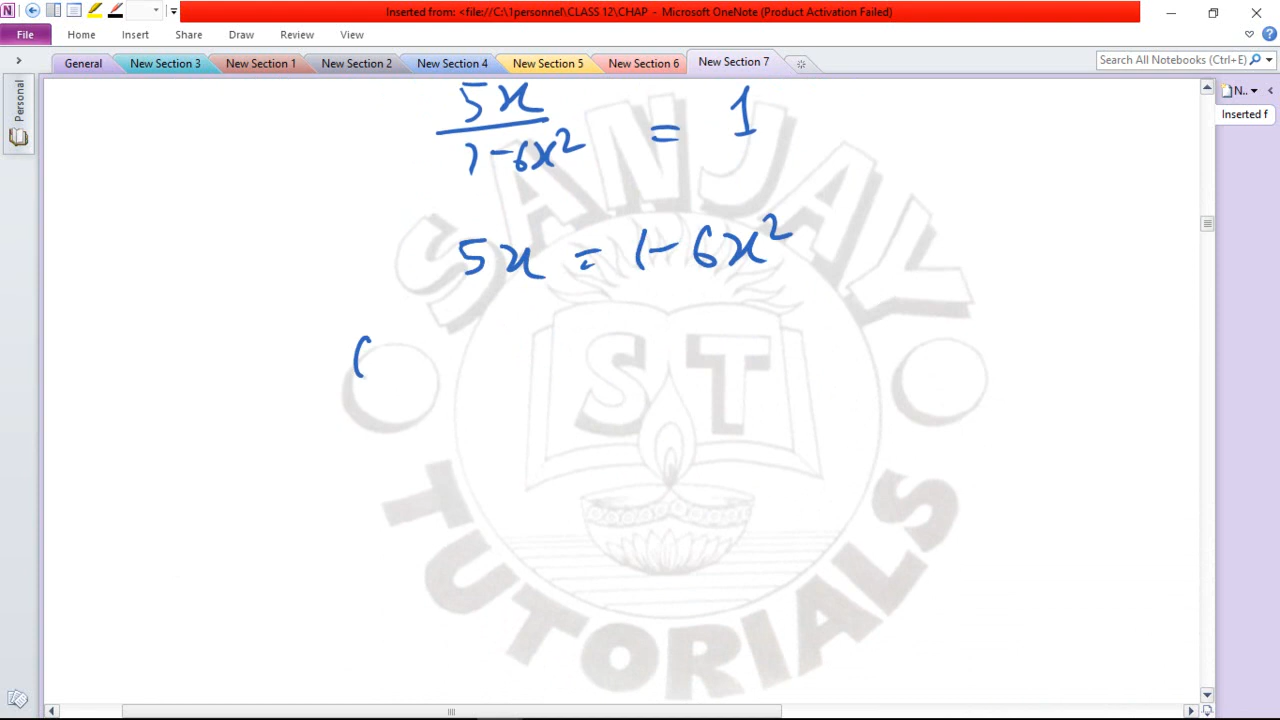 Inserted from: <file://C:\1personnel\CLASS 12\CHAP - Microsoft OneNote (Product Activation Failed)
File Home Insert Share Draw Review View
General New Section 3 New Section 1 New Section 2 New Section 4 New Section 5 New Section 6 New Section 7 Search All Notebooks (Ctrl+E)
N..
Personal
Inserted f
5x
1-6x² = 1
5x = 1-6x²
(
SANJAY
ST
TUTORIALS